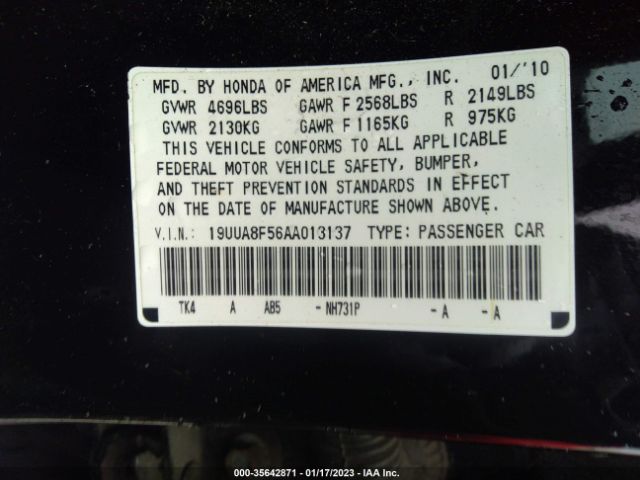 MFD. BY HONDA OF AMERICA MFG., INC. 01/'10
GVWR 4696LBS GAWR F 2568LBS R 2149LBS
GVWR 2130KG GAWR F 1165KG R 975KG
THIS VEHICLE CONFORMS TO ALL APPLICABLE
FEDERAL MOTOR VEHICLE SAFETY, BUMPER,
AND THEFT PREVENTION STANDARDS IN EFFECT
ON THE DATE OF MANUFACTURE SHOWN ABOVE.
V.I.N.: 19UUA8F56AA013137 TYPE: PASSENGER CAR
TK4 A AB5 - NH731P - A - A
000-35642871 - 01/17/2023 - IAA Inc.